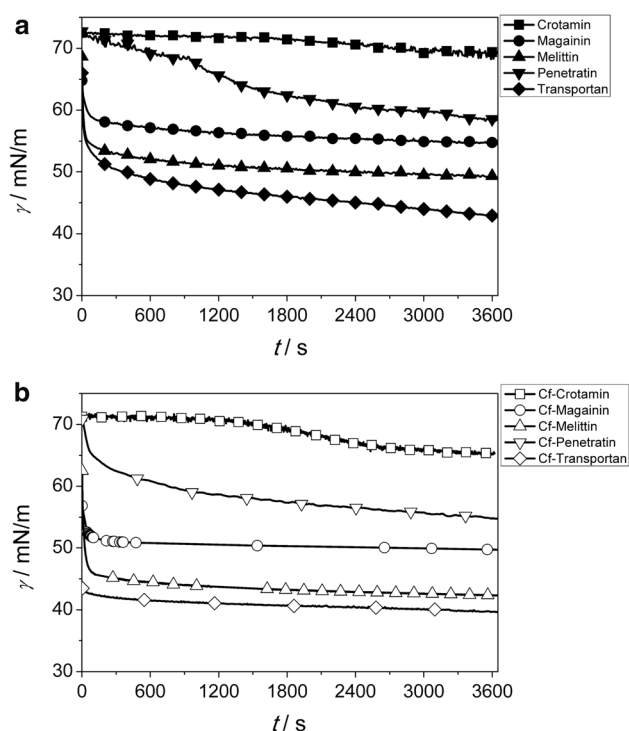 a
Crotamin
Magainin
Melittin
Penetratin
Transportan
70
60
50
40
30
γ / mN/m
0 600 1200 1800 2400 3000 3600
t / s
b
Cf-Crotamin
Cf-Magainin
Cf-Melittin
Cf-Penetratin
Cf-Transportan
70
60
50
40
30
γ / mN/m
0 600 1200 1800 2400 3000 3600
t / s